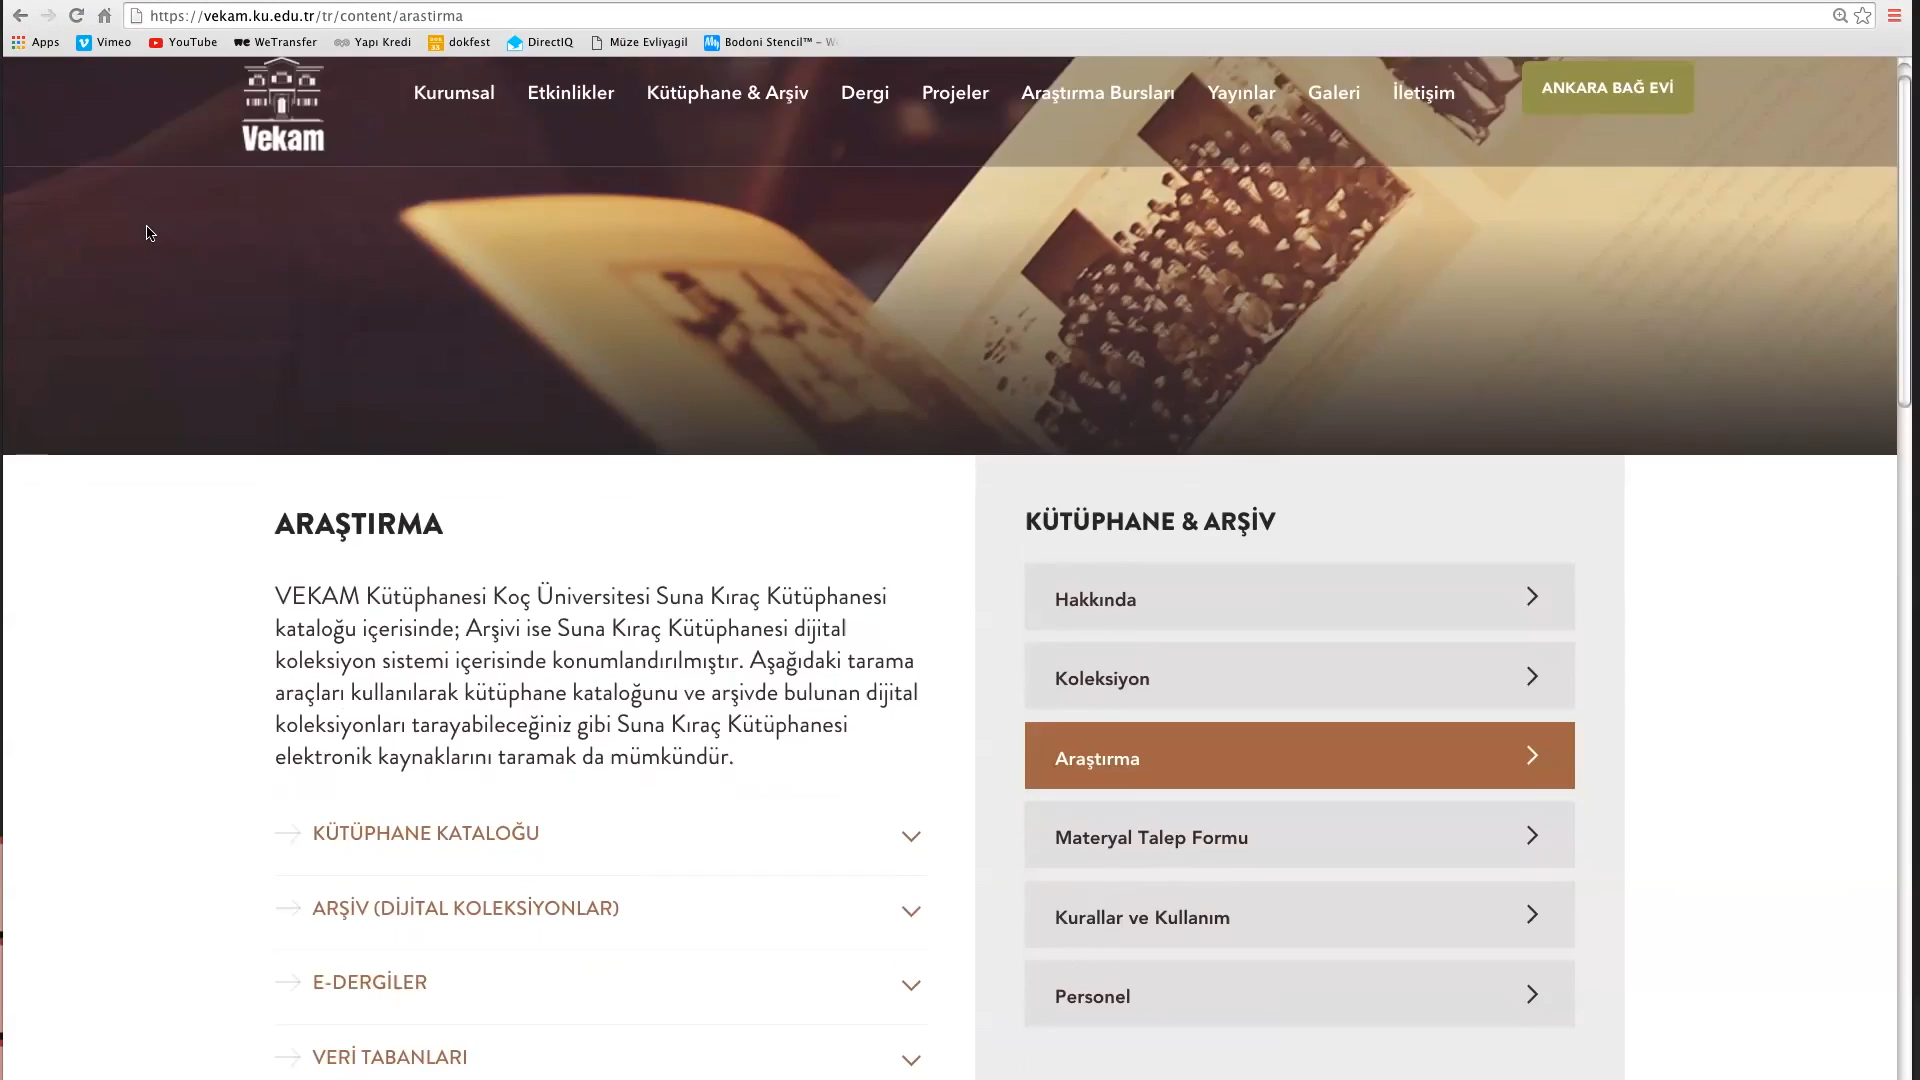 https://vekam.ku.edu.tr/tr/content/arastirma
Apps Vimeo YouTube WeTransfer Yapı Kredi dokfest DirectIQ Müze Evliyagil Bodoni Stencil™ –
Vekam
Kurumsal Etkinlikler Kütüphane & Arşiv Dergi Projeler Araştırma Bursları Yayınlar Galeri İletişim
ANKARA BAĞ EVİ
ARAŞTIRMA
VEKAM Kütüphanesi Koç Üniversitesi Suna Kıraç Kütüphanesi
kataloğu içerisinde; Arşivi ise Suna Kıraç Kütüphanesi dijital
koleksiyon sistemi içerisinde konumlandırılmıştır. Aşağıdaki tarama
araçları kullanılarak kütüphane kataloğunu ve arşivde bulunan dijital
koleksiyonları tarayabileceğiniz gibi Suna Kıraç Kütüphanesi
elektronik kaynaklarını taramak da mümkündür.
KÜTÜPHANE KATALOĞU
ARŞİV (DİJİTAL KOLEKSİYONLAR)
E-DERGİLER
VERİ TABANLARI
KÜTÜPHANE & ARŞİV
Hakkında
Koleksiyon
Araştırma
Materyal Talep Formu
Kurallar ve Kullanım
Personel